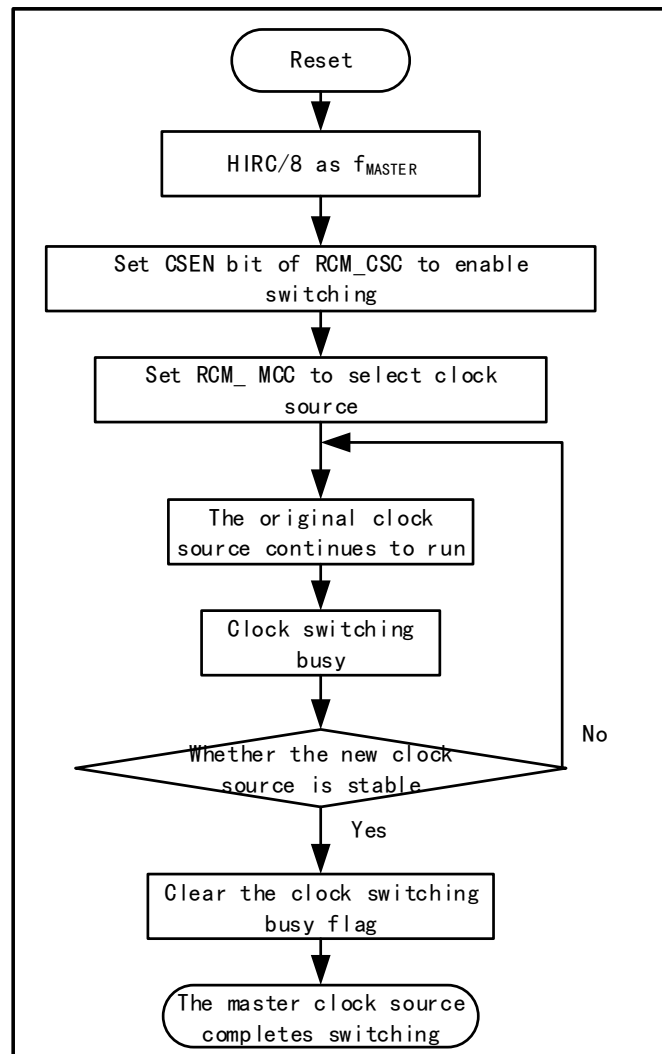 Reset
HIRC/8 as fMASTER
Set CSEN bit of RCM_CSC to enable
switching
Set RCM_ MCC to select clock
source
The original clock
source continues to run
Clock switching
busy
Whether the new clock
source is stable
No
Yes
Clear the clock switching
busy flag
The master clock source
completes switching